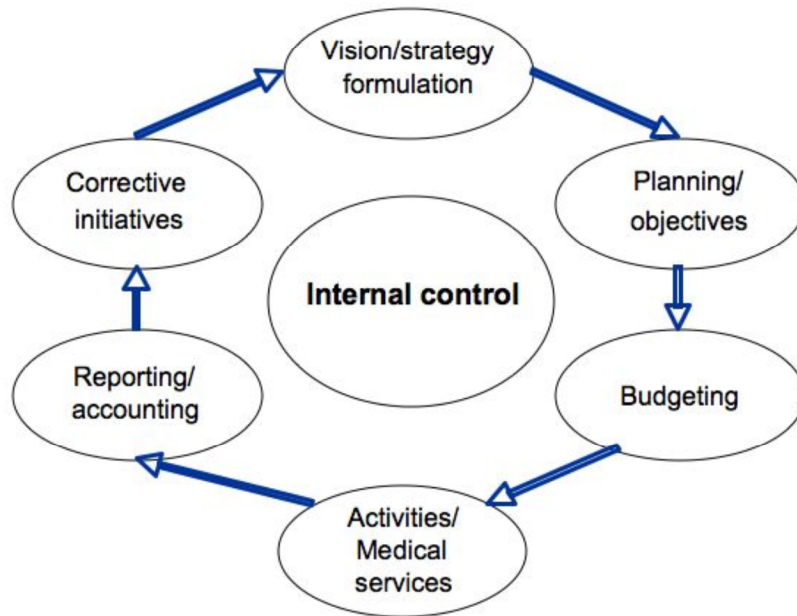 Vision/strategy
formulation
Planning/
objectives
Budgeting
Activities/
Medical
services
Reporting/
accounting
Corrective
initiatives
Internal control